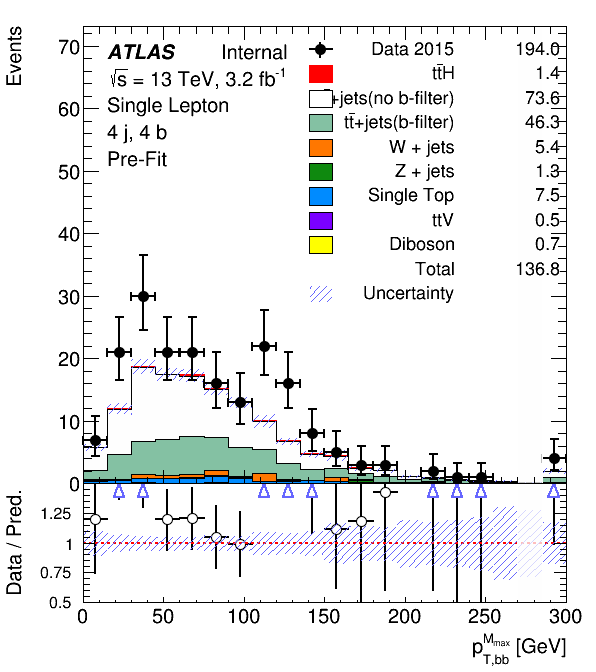 Events
70
60
50
40
30
20
10
0
ATLAS Internal
√s = 13 TeV, 3.2 fb⁻¹
Single Lepton
4 j, 4 b
Pre-Fit
Data 2015 194.0
tt̄H 1.4
+jets(no b-filter) 73.6
tt̄+jets(b-filter) 46.3
W + jets 5.4
Z + jets 1.3
Single Top 7.5
ttV 0.5
Diboson 0.7
Total 136.8
Uncertainty
Data / Pred.
1.25
1
0.75
0.5
0 50 100 150 200 250 300
p_{T,bb}^{M_{max}} [GeV]